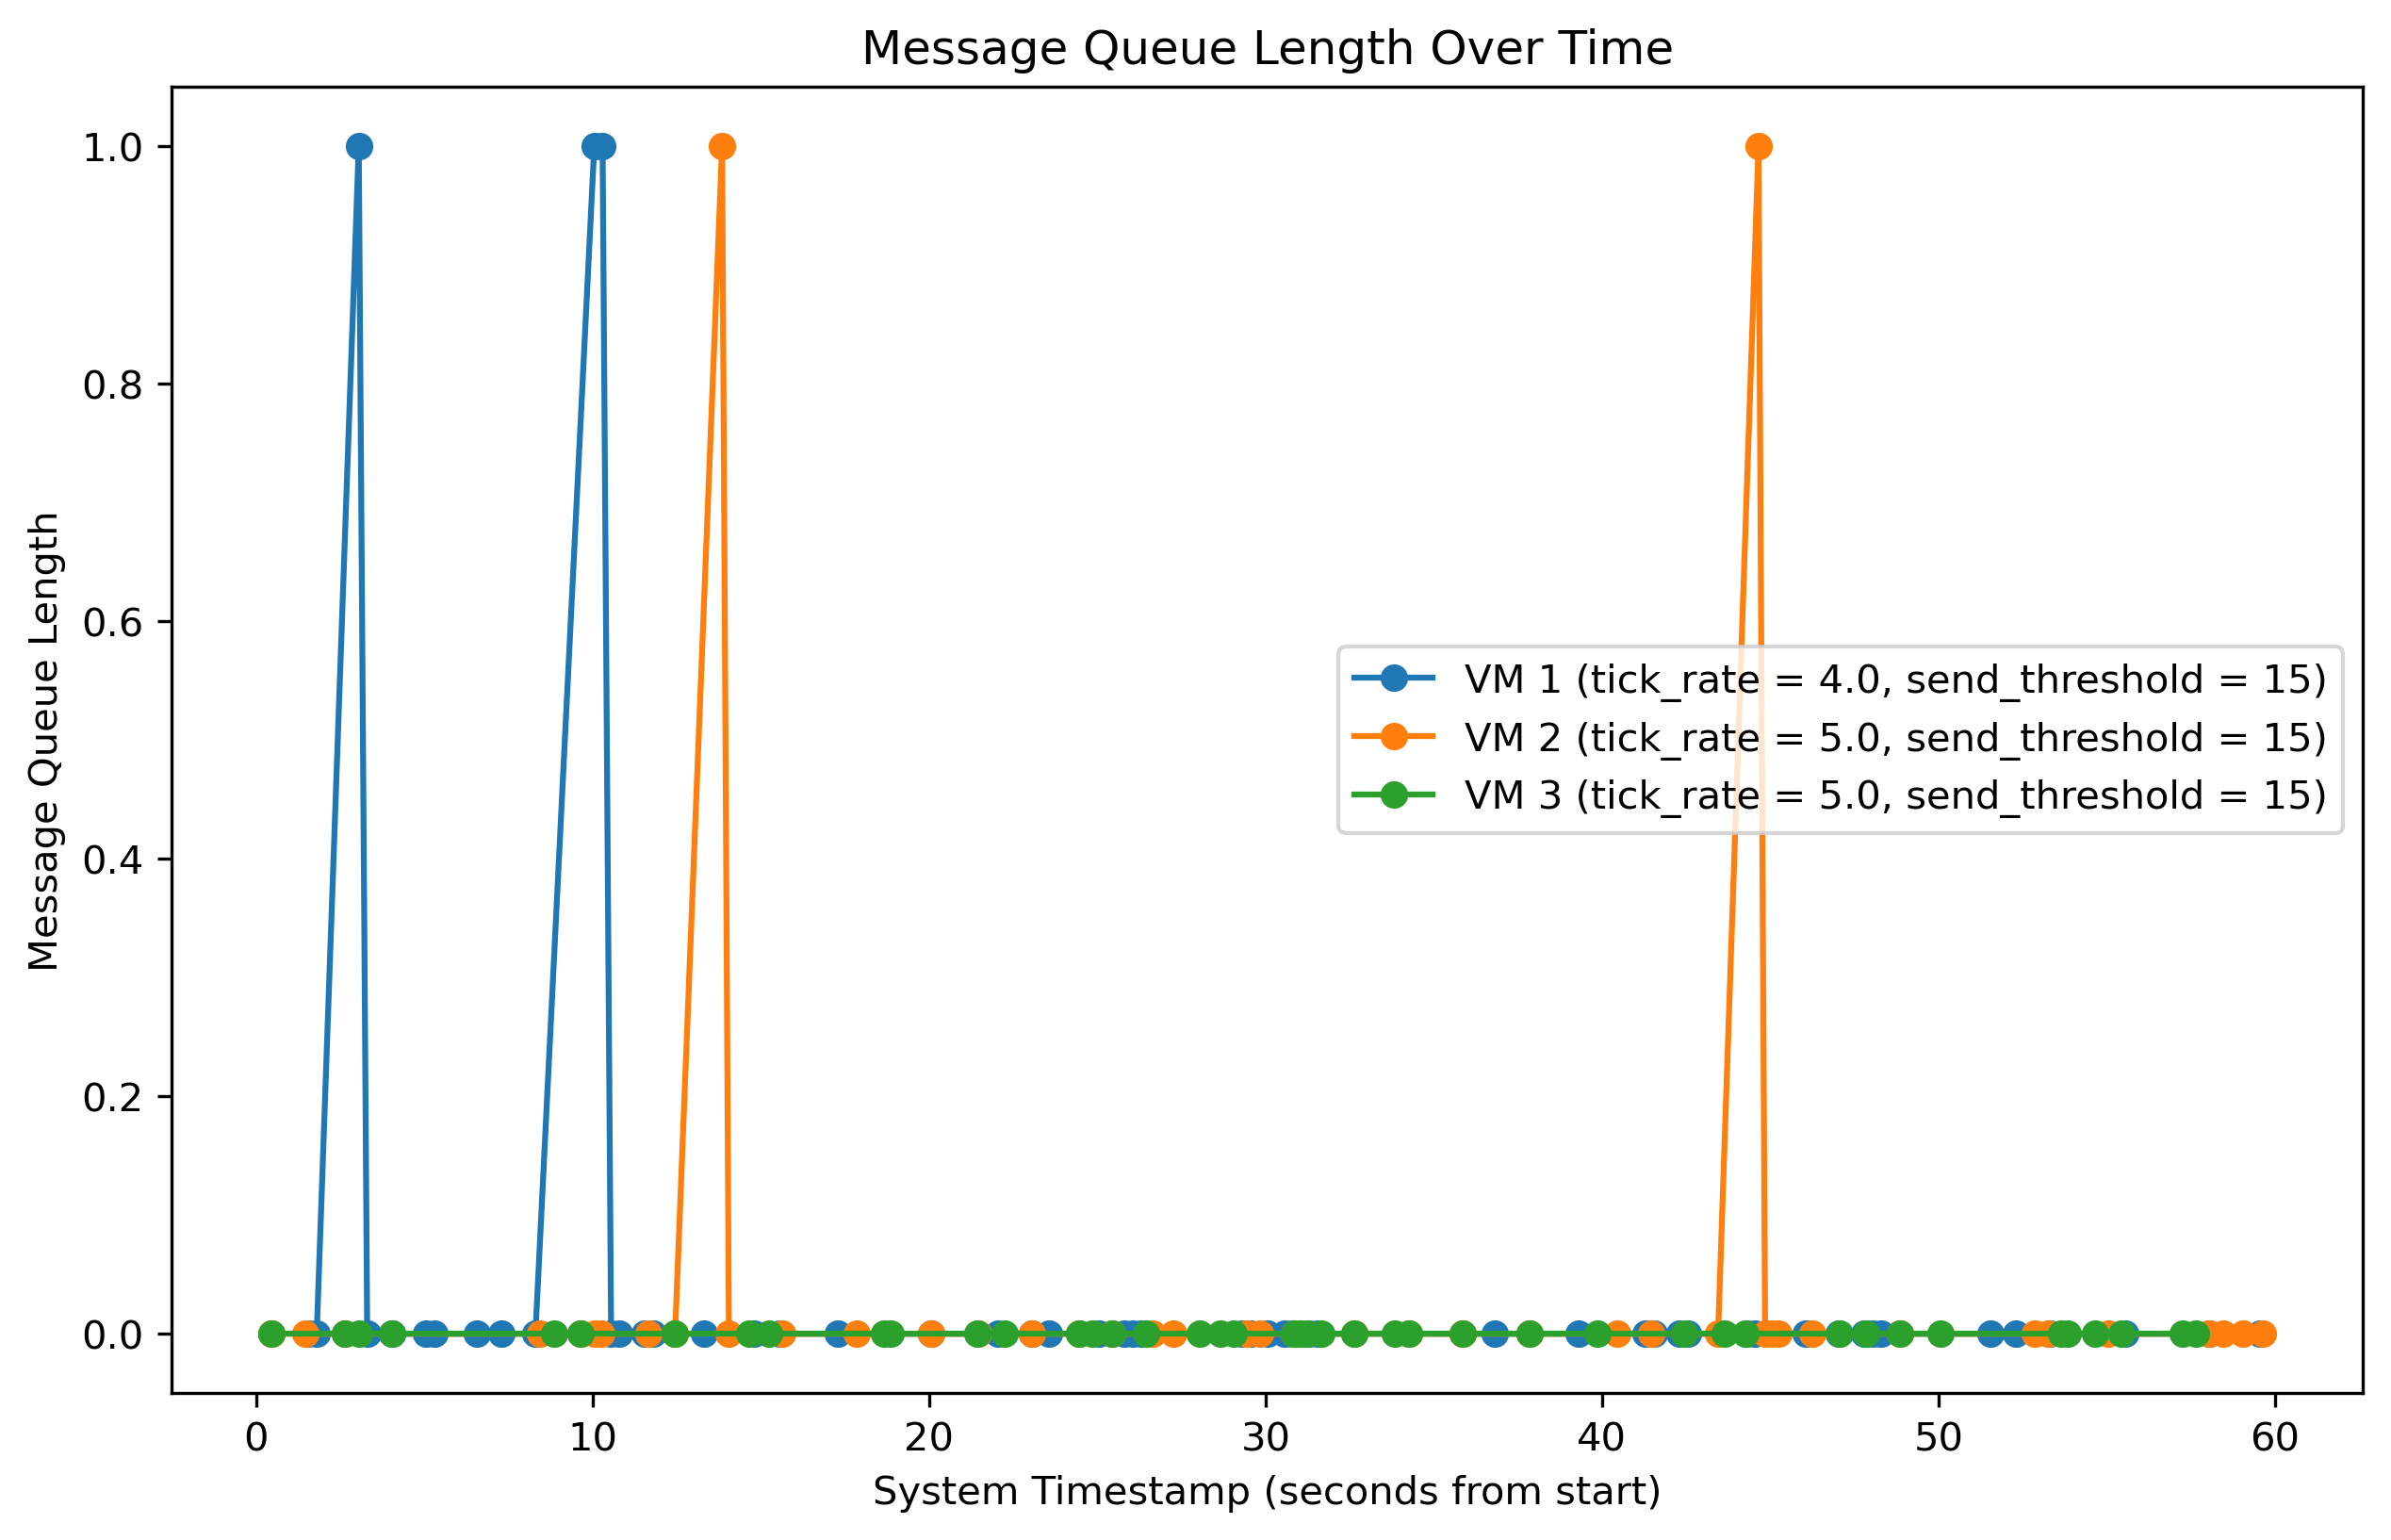 Message Queue Length Over Time
Message Queue Length
1.0
0.8
0.6
0.4
0.2
0.0
VM 1 (tick_rate = 4.0, send_threshold = 15)
VM 2 (tick_rate = 5.0, send_threshold = 15)
VM 3 (tick_rate = 5.0, send_threshold = 15)
0 10 20 30 40 50 60
System Timestamp (seconds from start)